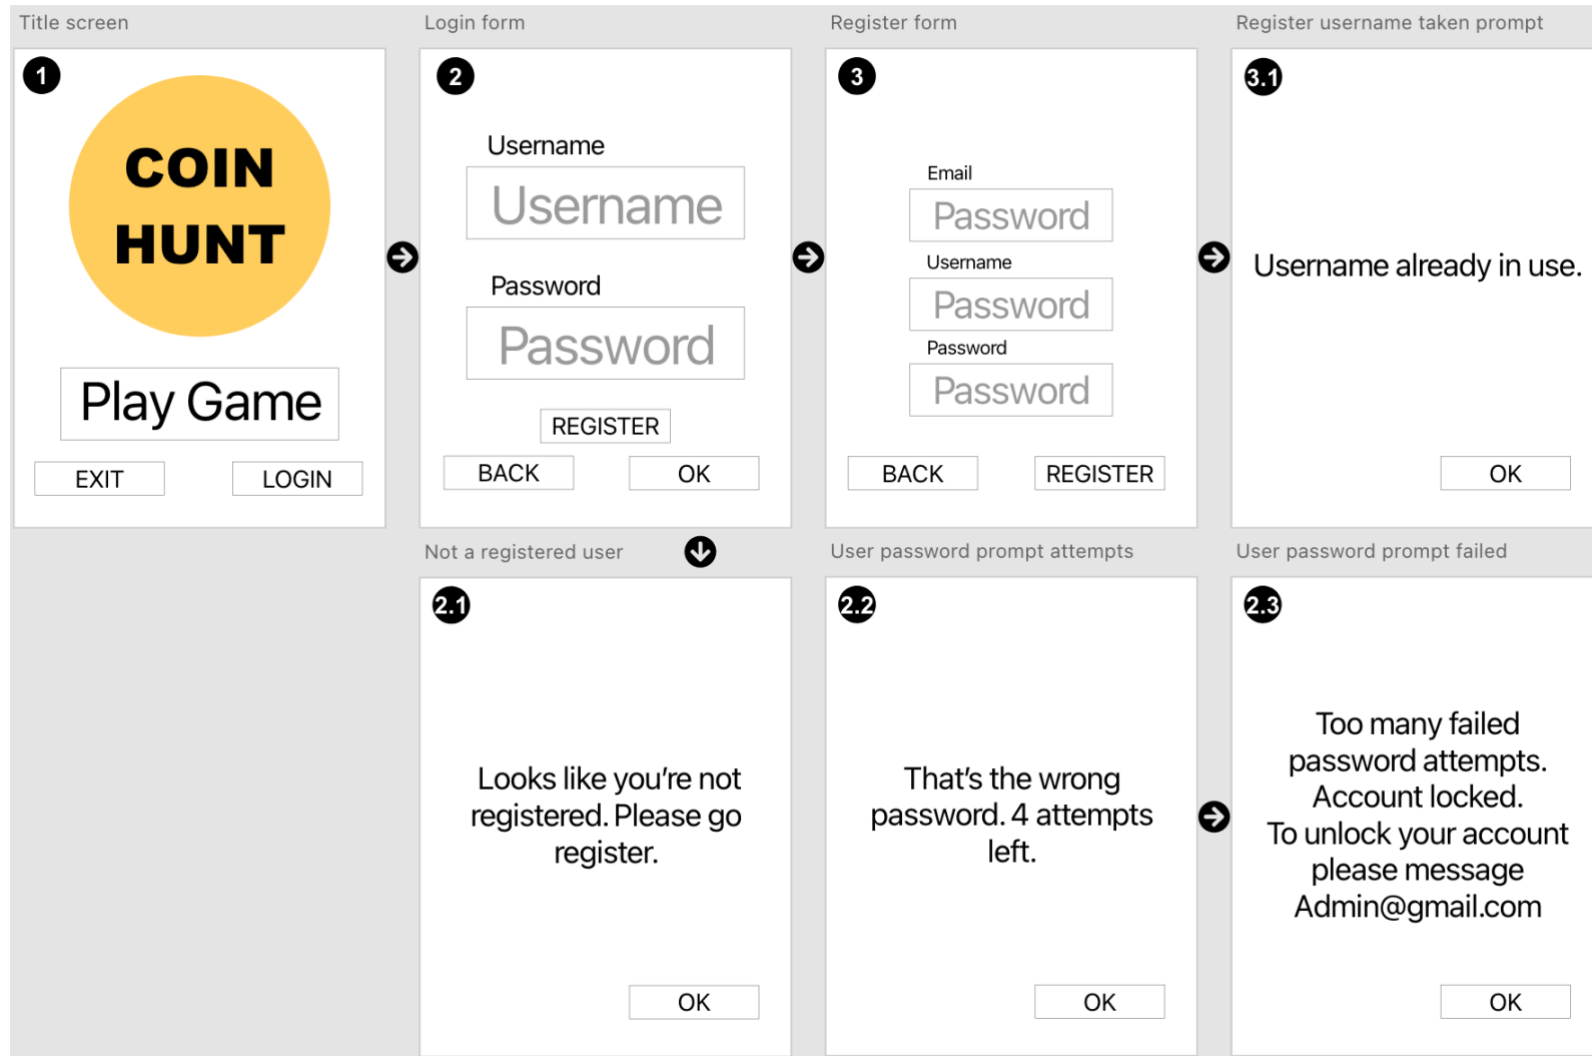 Title screen
1
COIN
HUNT
Play Game
EXIT
LOGIN
Login form
2
Username
Username
Password
Password
REGISTER
BACK
OK
Register form
3
Email
Password
Username
Password
Password
Password
BACK
REGISTER
Register username taken prompt
3.1
Username already in use.
OK
Not a registered user
2.1
Looks like you’re not
registered. Please go
register.
OK
User password prompt attempts
2.2
That’s the wrong
password. 4 attempts
left.
OK
User password prompt failed
2.3
Too many failed
password attempts.
Account locked.
To unlock your account
please message
Admin@gmail.com
OK